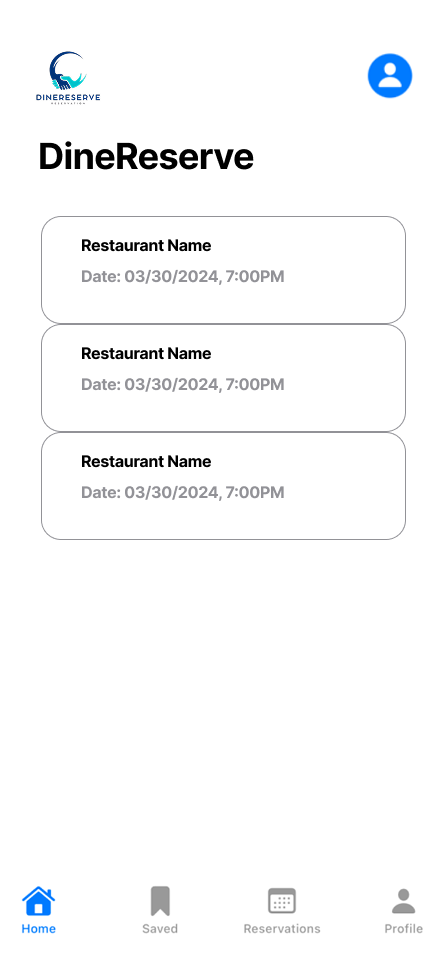 DINERESERVE
RESERVATION
DineReserve
Restaurant Name
Date: 03/30/2024, 7:00PM
Restaurant Name
Date: 03/30/2024, 7:00PM
Restaurant Name
Date: 03/30/2024, 7:00PM
Home
Saved
Reservations
Profile